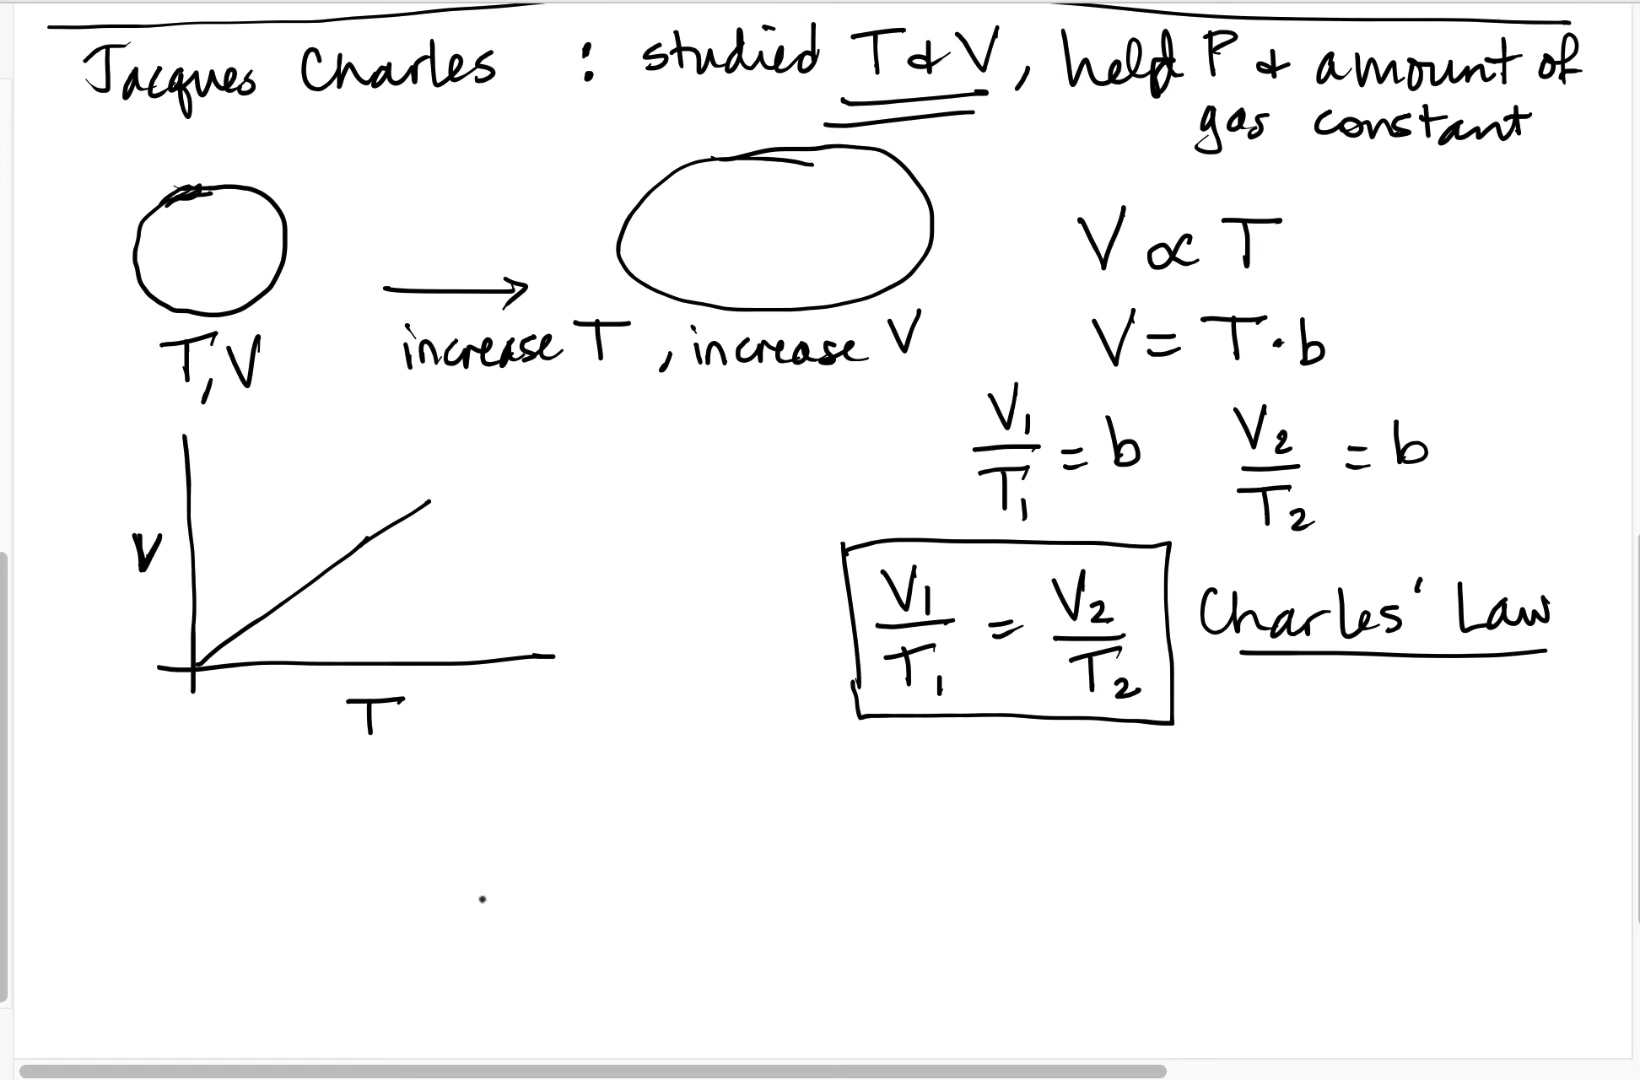 Jacques Charles : studied T & V, held P & amount of
gas constant
V ∝ T
T, V
increase T, increase V
V = T · b
V₁/T₁ = b V₂/T₂ = b
V
V₁/T₁ = V₂/T₂ Charles' Law
T